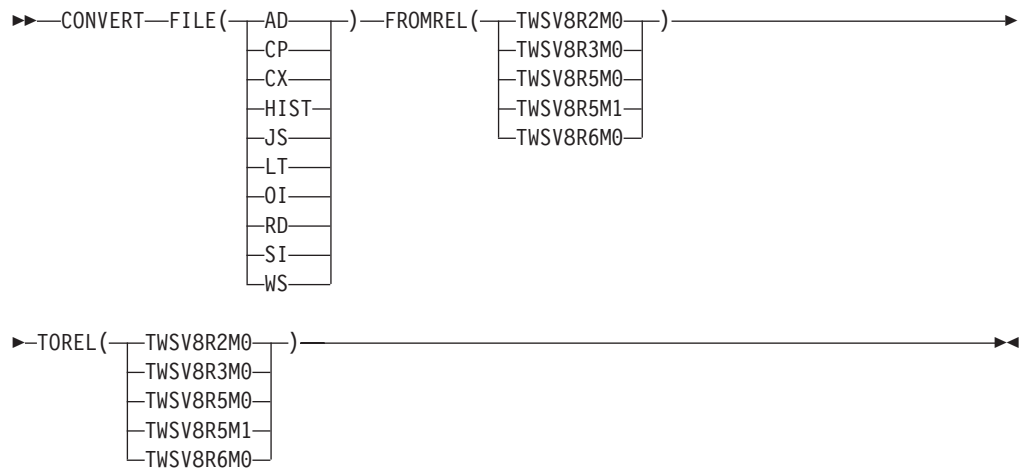 CONVERT FILE( AD ) FROMREL( TWSV8R2M0 )
CP TWSV8R3M0
CX TWSV8R5M0
HIST TWSV8R5M1
JS TWSV8R6M0
LT
OI
RD
SI
WS
TOREL( TWSV8R2M0 )
TWSV8R3M0
TWSV8R5M0
TWSV8R5M1
TWSV8R6M0